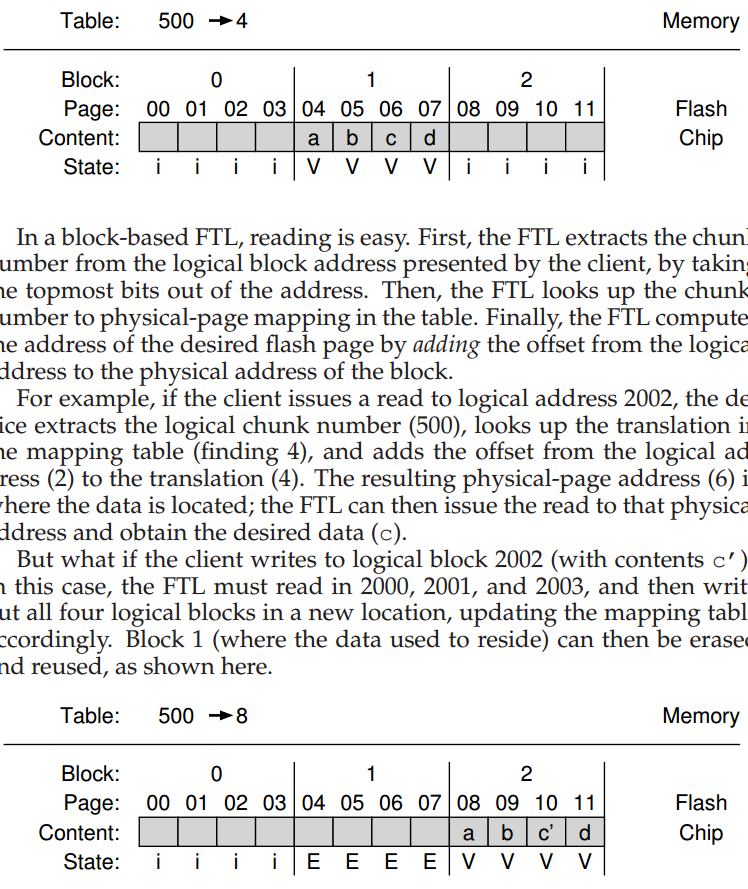 Table: 500 → 4 Memory
Block: 0 1 2
Page: 00 01 02 03 04 05 06 07 08 09 10 11 Flash
Content: a b c d Chip
State: i i i i V V V V i i i i
In a block-based FTL, reading is easy. First, the FTL extracts the chun
umber from the logical block address presented by the client, by taking
he topmost bits out of the address. Then, the FTL looks up the chunk
umber to physical-page mapping in the table. Finally, the FTL compute
he address of the desired flash page by adding the offset from the logica
ddress to the physical address of the block.
For example, if the client issues a read to logical address 2002, the de
ice extracts the logical chunk number (500), looks up the translation in
he mapping table (finding 4), and adds the offset from the logical ad
ress (2) to the translation (4). The resulting physical-page address (6) i
here the data is located; the FTL can then issue the read to that physica
ddress and obtain the desired data (c).
But what if the client writes to logical block 2002 (with contents c')
n this case, the FTL must read in 2000, 2001, and 2003, and then writ
ut all four logical blocks in a new location, updating the mapping tabl
ccordingly. Block 1 (where the data used to reside) can then be erased
nd reused, as shown here.
Table: 500 → 8 Memory
Block: 0 1 2
Page: 00 01 02 03 04 05 06 07 08 09 10 11 Flash
Content: a b c' d Chip
State: i i i i E E E E V V V V